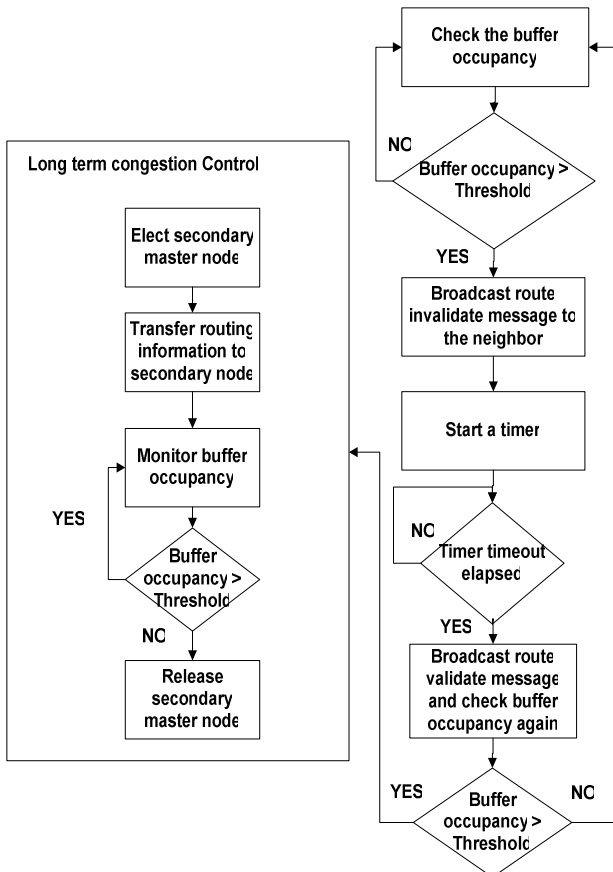 Check the buffer
occupancy
NO
Buffer occupancy >
Threshold
YES
Broadcast route
invalidate message to
the neighbor
Start a timer
NO
Timer timeout
elapsed
YES
Broadcast route
validate message
and check buffer
occupancy again
YES
Buffer
occupancy >
Threshold
NO
Long term congestion Control
Elect secondary
master node
Transfer routing
information to
secondary node
Monitor buffer
occupancy
YES
Buffer
occupancy >
Threshold
NO
Release
secondary
master node